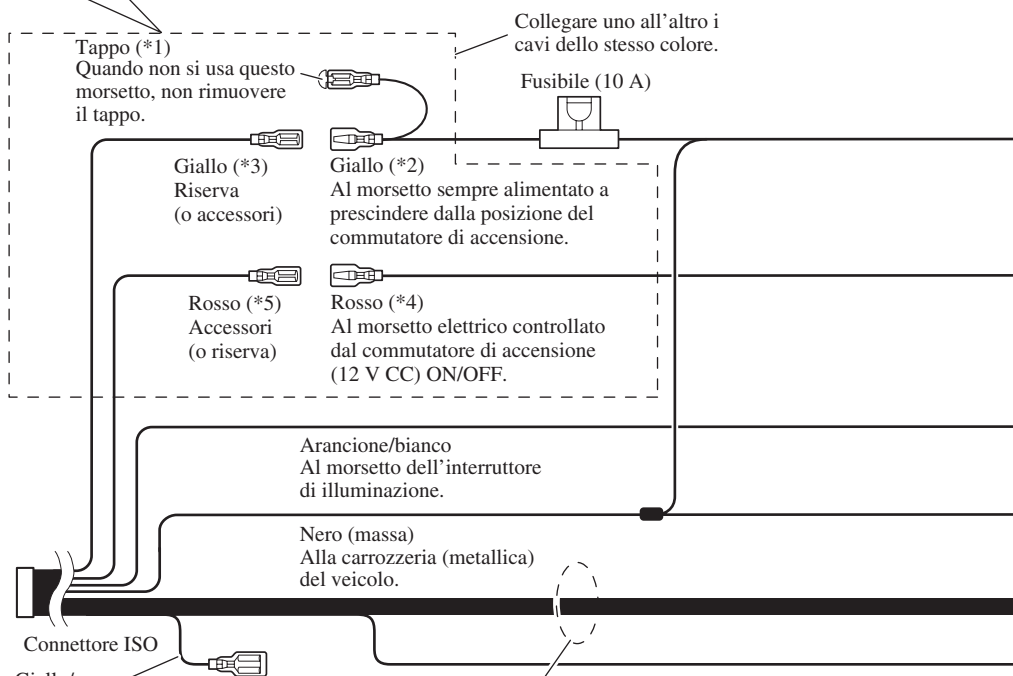 Collegare uno all'altro i
cavi dello stesso colore.
Tappo (*1)
Quando non si usa questo
morsetto, non rimuovere
il tappo.
Fusibile (10 A)
Giallo (*3)
Riserva
(o accessori)
Giallo (*2)
Al morsetto sempre alimentato a
prescindere dalla posizione del
commutatore di accensione.
Rosso (*5)
Accessori
(o riserva)
Rosso (*4)
Al morsetto elettrico controllato
dal commutatore di accensione
(12 V CC) ON/OFF.
Arancione/bianco
Al morsetto dell'interruttore
di illuminazione.
Nero (massa)
Alla carrozzeria (metallica)
del veicolo.
Connettore ISO